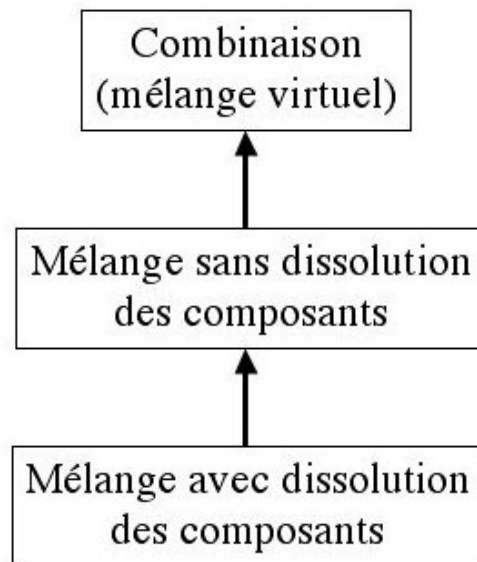 Combinaison
(mélange virtuel)
Mélange sans dissolution
des composants
Mélange avec dissolution
des composants